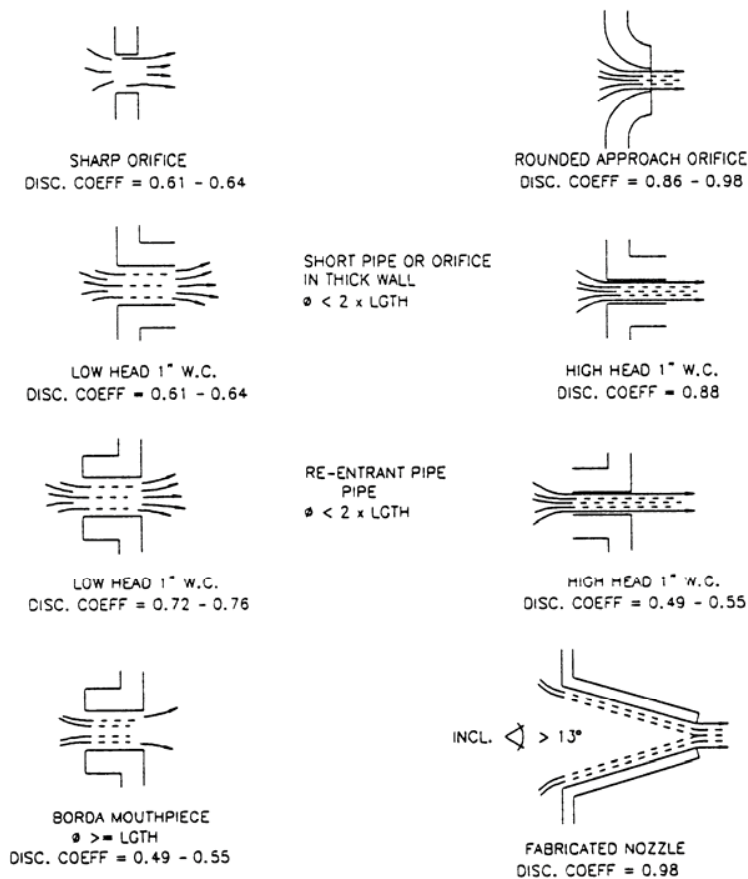 SHARP ORIFICE
DISC. COEFF = 0.61 - 0.64
ROUNDED APPROACH ORIFICE
DISC. COEFF = 0.86 - 0.98
SHORT PIPE OR ORIFICE
IN THICK WALL
ø < 2 x LGTH
LOW HEAD 1" W.C.
DISC. COEFF = 0.61 - 0.64
HIGH HEAD 1" W.C.
DISC. COEFF = 0.88
RE-ENTRANT PIPE
PIPE
ø < 2 x LGTH
LOW HEAD 1" W.C.
DISC. COEFF = 0.72 - 0.76
HIGH HEAD 1" W.C.
DISC. COEFF = 0.49 - 0.55
INCL. ∢ > 13°
BORDA MOUTHPIECE
ø >= LGTH
DISC. COEFF = 0.49 - 0.55
FABRICATED NOZZLE
DISC. COEFF = 0.98